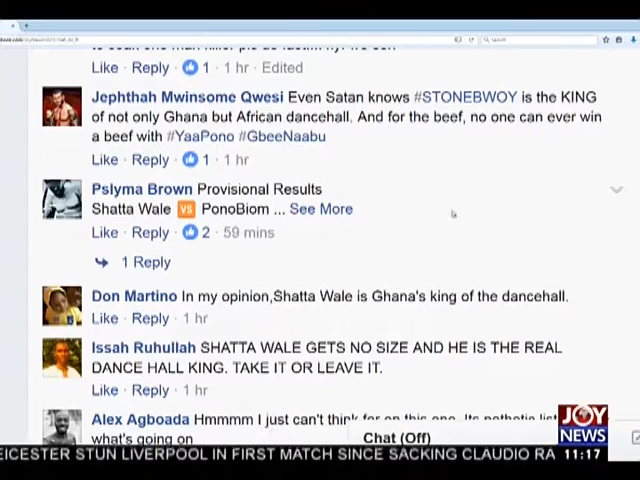 Like · Reply · 1 · 1 hr · Edited
Jephthah Mwinsome Qwesi Even Satan knows #STONEBWOY is the KING
of not only Ghana but African dancehall. And for the beef, no one can ever win
a beef with #YaaPono #GbeeNaabu
Like · Reply · 1 · 1 hr
Pslyma Brown Provisional Results
Shatta Wale VS PonoBiom ... See More
Like · Reply · 2 · 59 mins
1 Reply
Don Martino In my opinion,Shatta Wale is Ghana's king of the dancehall.
Like · Reply · 1 hr
Issah Ruhullah SHATTA WALE GETS NO SIZE AND HE IS THE REAL
DANCE HALL KING. TAKE IT OR LEAVE IT.
Like · Reply · 1 hr
Alex Agboada Hmmmm I just can't think for on this one. Its pathetic list
what's going on
Chat (Off)
JOY
NEWS
EICESTER STUN LIVERPOOL IN FIRST MATCH SINCE SACKING CLAUDIO RA
11:17